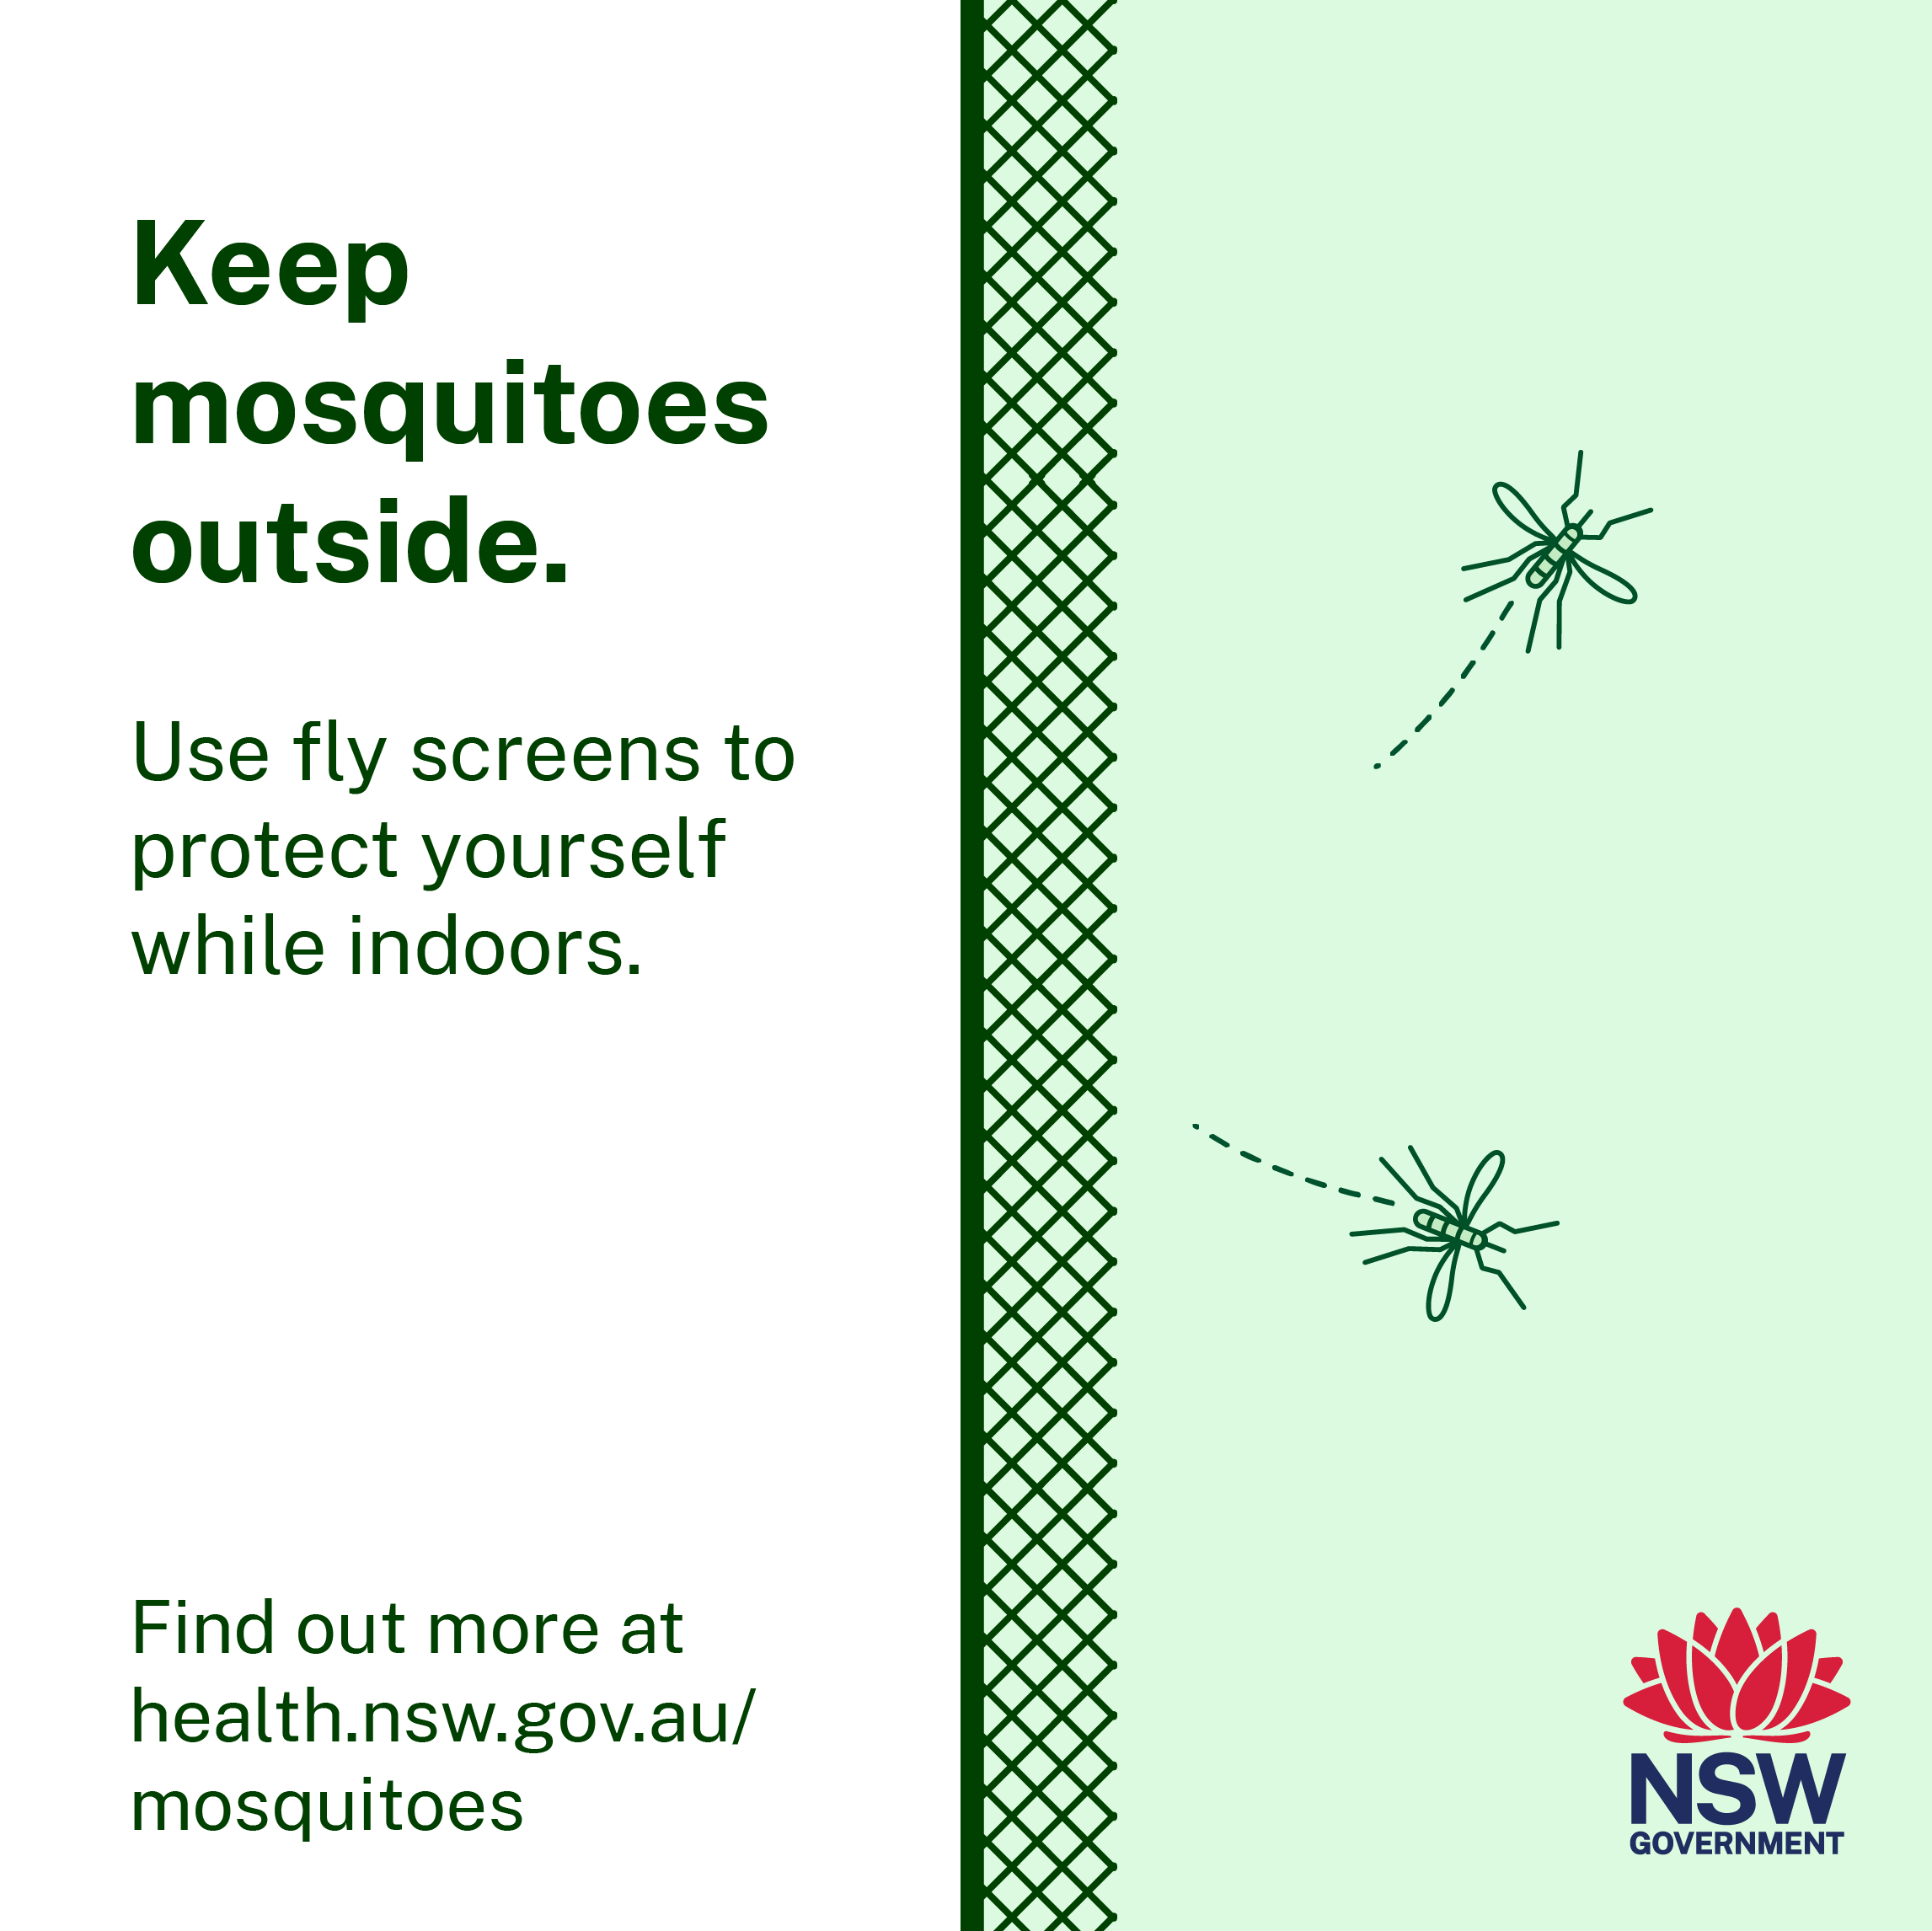 Keep
mosquitoes
outside.
Use fly screens to
protect yourself
while indoors.
Find out more at
health.nsw.gov.au/
mosquitoes
NSW
GOVERNMENT